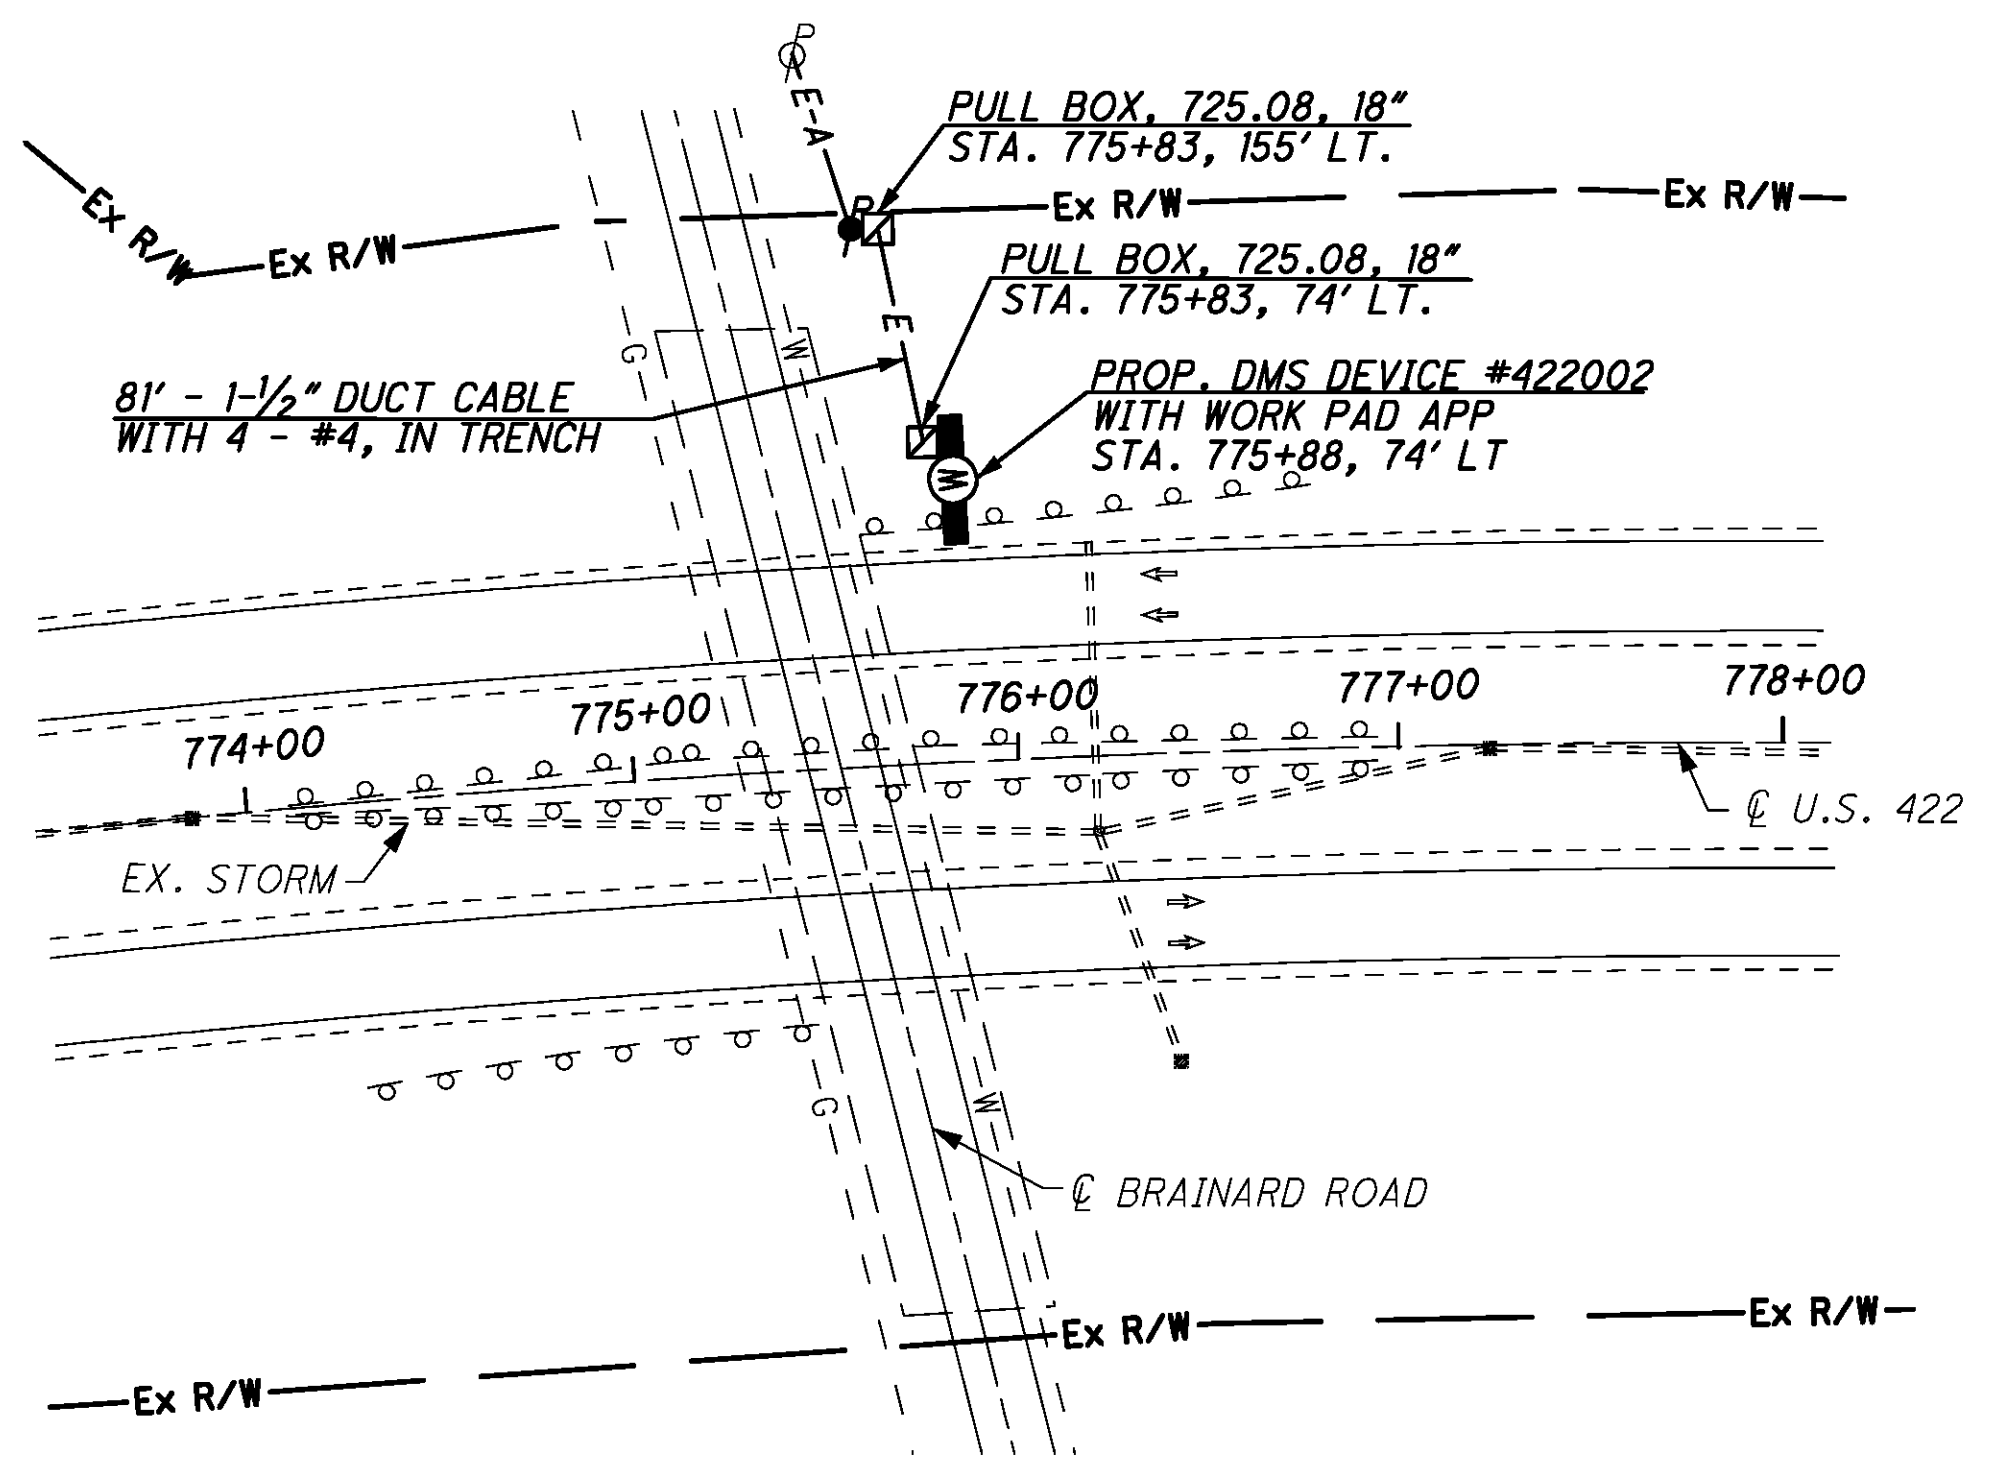 P
E-A
PULL BOX, 725.08, 18"
STA. 775+83, 155' LT.
Ex R/W
Ex R/W
P
Ex R/W
Ex R/W
PULL BOX, 725.08, 18"
STA. 775+83, 74' LT.
E
G
W
81' - 1-1/2" DUCT CABLE
WITH 4 - #4, IN TRENCH
PROP. DMS DEVICE #422002
WITH WORK PAD APP
STA. 775+88, 74' LT
W
774+00
775+00
776+00
777+00
778+00
℄ U.S. 422
EX. STORM
G
W
℄ BRAINARD ROAD
Ex R/W
Ex R/W
Ex R/W